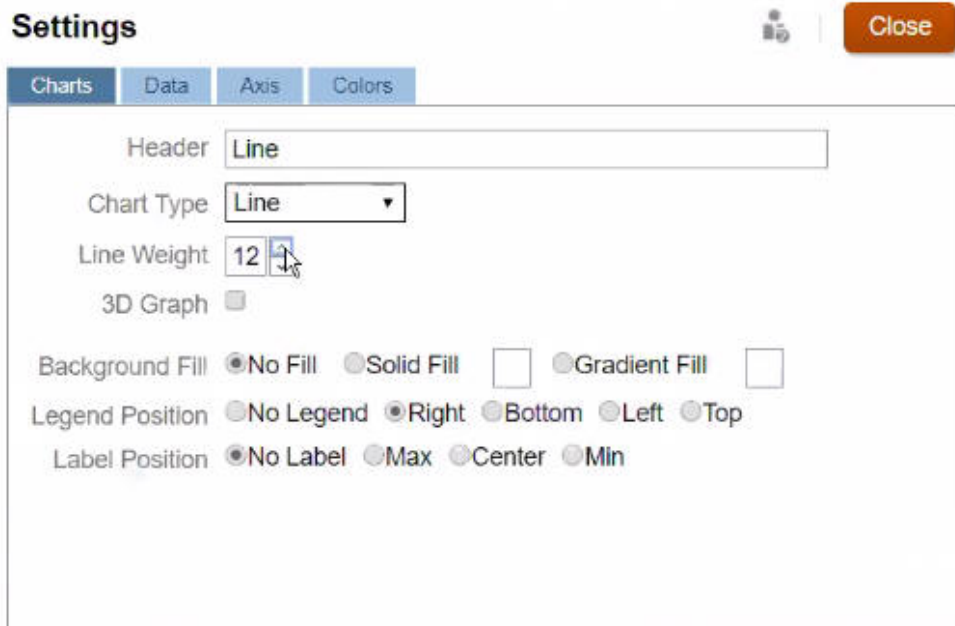 Settings
Close
Charts Data Axis Colors
Header Line
Chart Type Line
Line Weight 12
3D Graph
Background Fill No Fill Solid Fill Gradient Fill
Legend Position No Legend Right Bottom Left Top
Label Position No Label Max Center Min